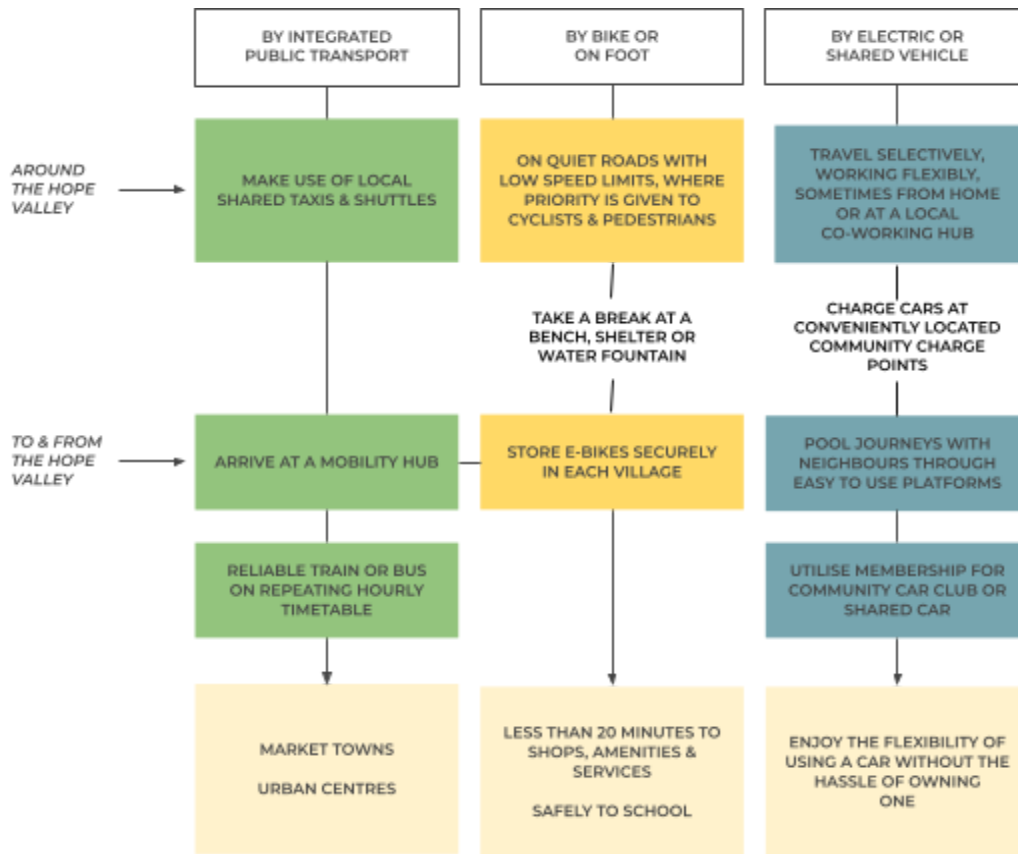 BY INTEGRATED
PUBLIC TRANSPORT
BY BIKE OR
ON FOOT
BY ELECTRIC OR
SHARED VEHICLE
AROUND
THE HOPE
VALLEY
MAKE USE OF LOCAL
SHARED TAXIS & SHUTTLES
ON QUIET ROADS WITH
LOW SPEED LIMITS, WHERE
PRIORITY IS GIVEN TO
CYCLISTS & PEDESTRIANS
TRAVEL SELECTIVELY,
WORKING FLEXIBLY,
SOMETIMES FROM HOME
OR AT A LOCAL
CO-WORKING HUB
TAKE A BREAK AT A
BENCH, SHELTER OR
WATER FOUNTAIN
CHARGE CARS AT
CONVENIENTLY LOCATED
COMMUNITY CHARGE
POINTS
TO & FROM
THE HOPE
VALLEY
ARRIVE AT A MOBILITY HUB
STORE E-BIKES SECURELY
IN EACH VILLAGE
POOL JOURNEYS WITH
NEIGHBOURS THROUGH
EASY TO USE PLATFORMS
RELIABLE TRAIN OR BUS
ON REPEATING HOURLY
TIMETABLE
UTILISE MEMBERSHIP FOR
COMMUNITY CAR CLUB OR
SHARED CAR
MARKET TOWNS
URBAN CENTRES
LESS THAN 20 MINUTES TO
SHOPS, AMENITIES &
SERVICES
SAFELY TO SCHOOL
ENJOY THE FLEXIBILITY OF
USING A CAR WITHOUT THE
HASSLE OF OWNING
ONE